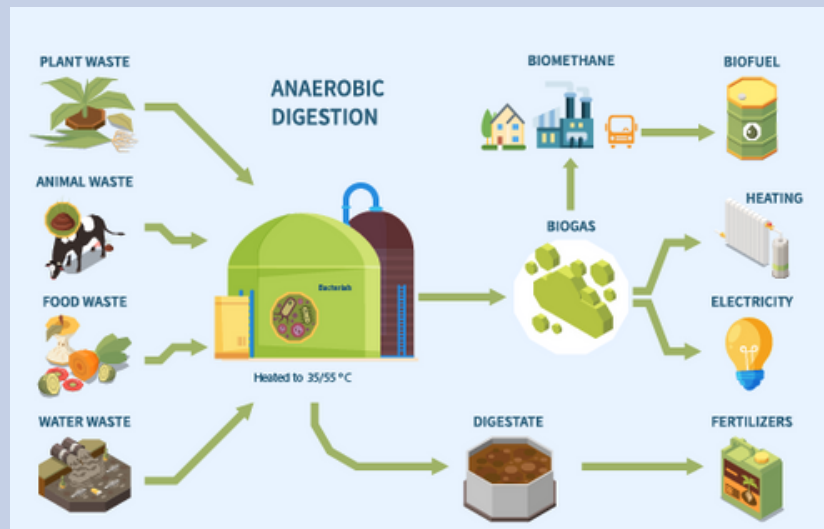 PLANT WASTE
ANAEROBIC
DIGESTION
BIOMETHANE
BIOFUEL
ANIMAL WASTE
HEATING
BIOGAS
Bacteriats
FOOD WASTE
ELECTRICITY
Heated to 35/55 °C
WATER WASTE
DIGESTATE
FERTILIZERS